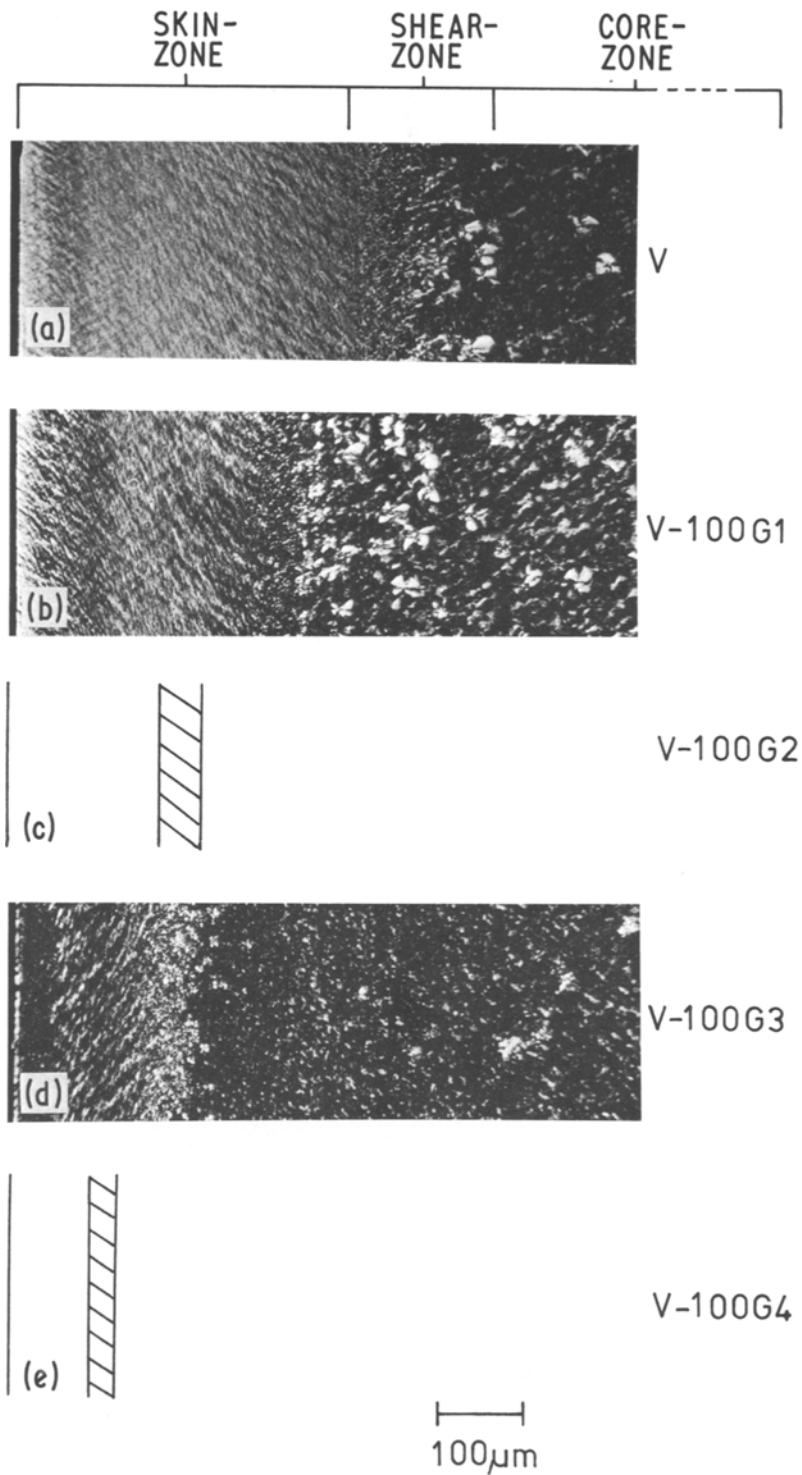 SKIN-
ZONE
SHEAR-
ZONE
CORE-
ZONE
(a)
V
(b)
V-100G1
(c)
V-100G2
(d)
V-100G3
(e)
V-100G4
100µm